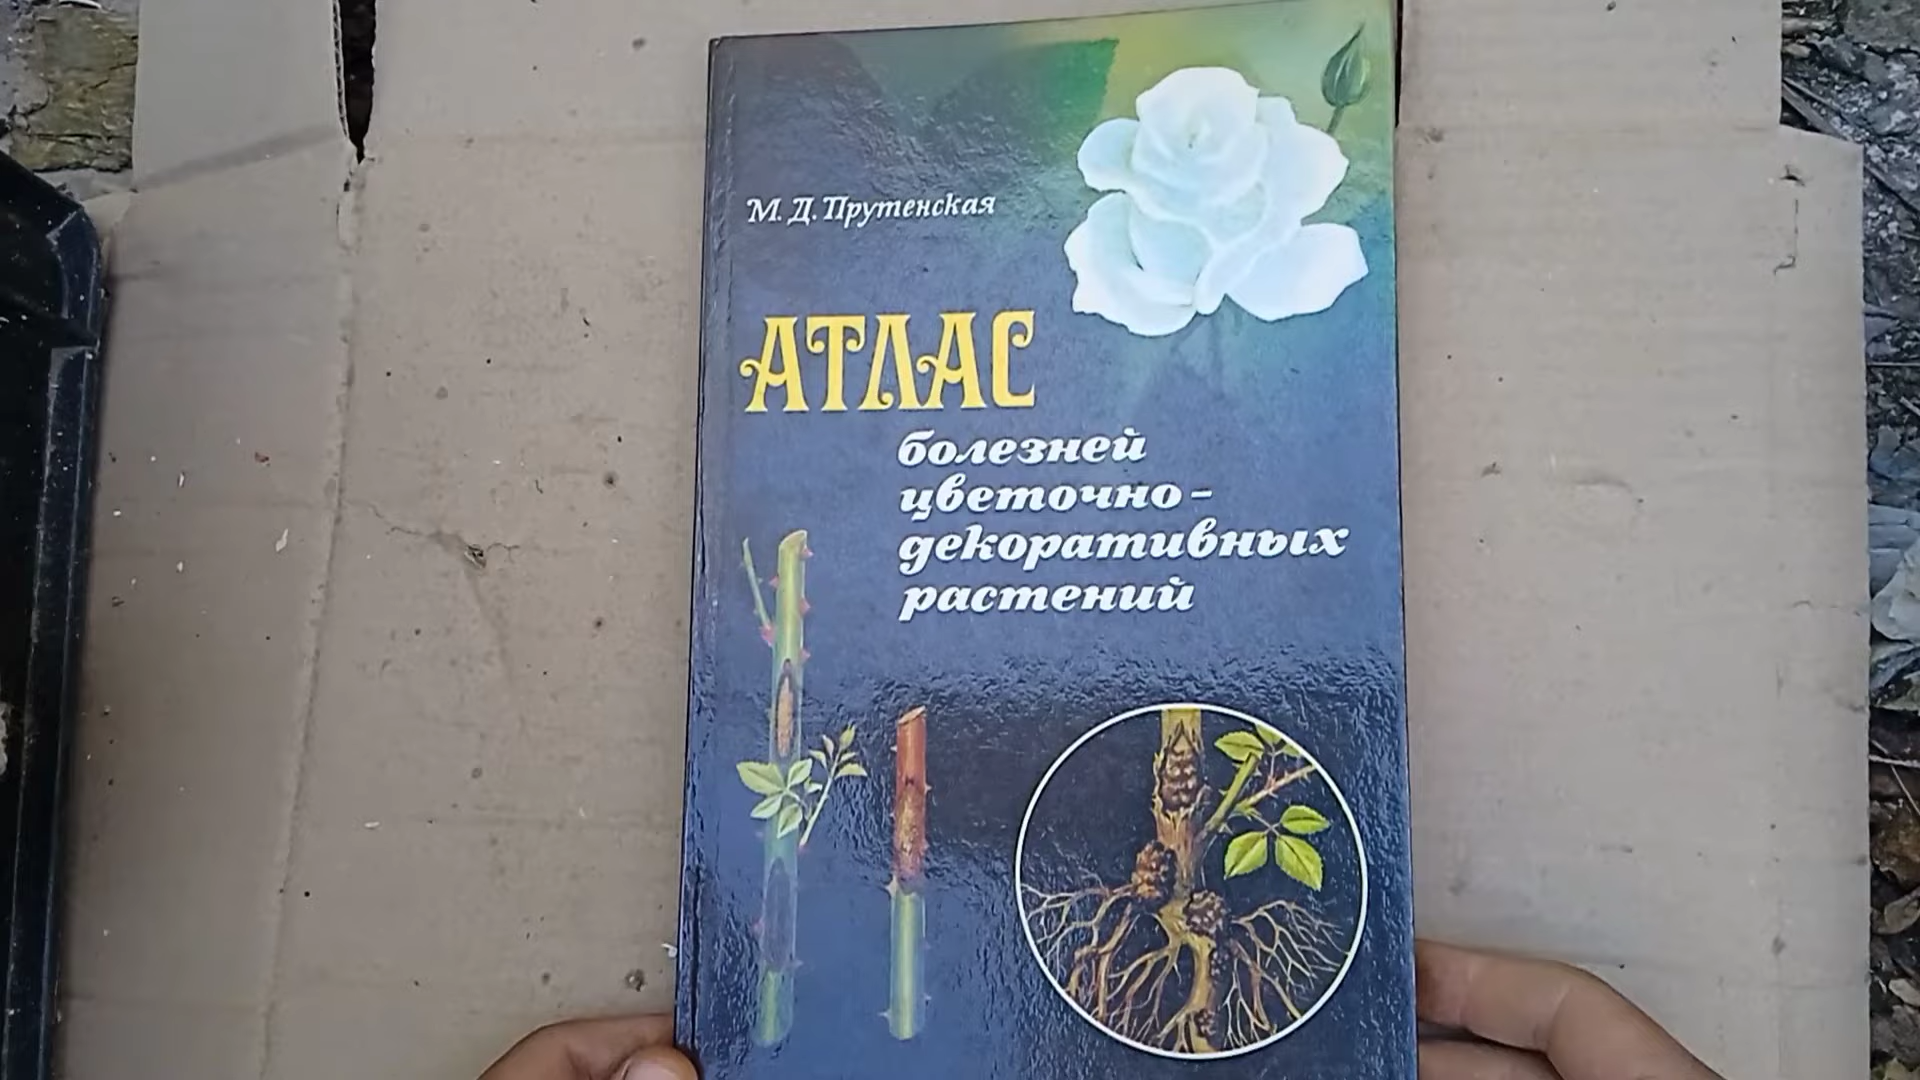 М. Д. Прутенская
АТЛАС
болезней
цветочно-
декоративных
растений